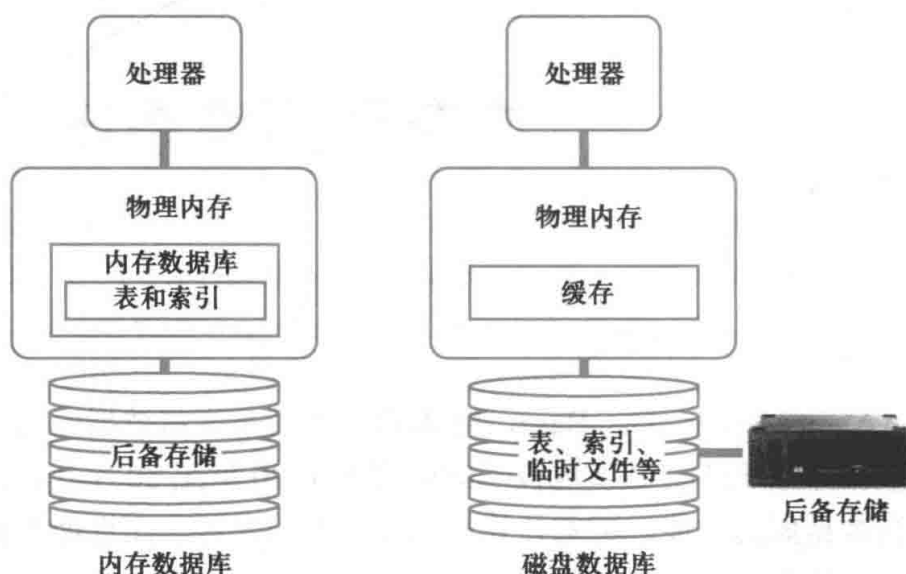 处理器
物理内存
内存数据库
表和索引
后备存储
内存数据库
处理器
物理内存
缓存
表、索引、
临时文件等
后备存储
磁盘数据库